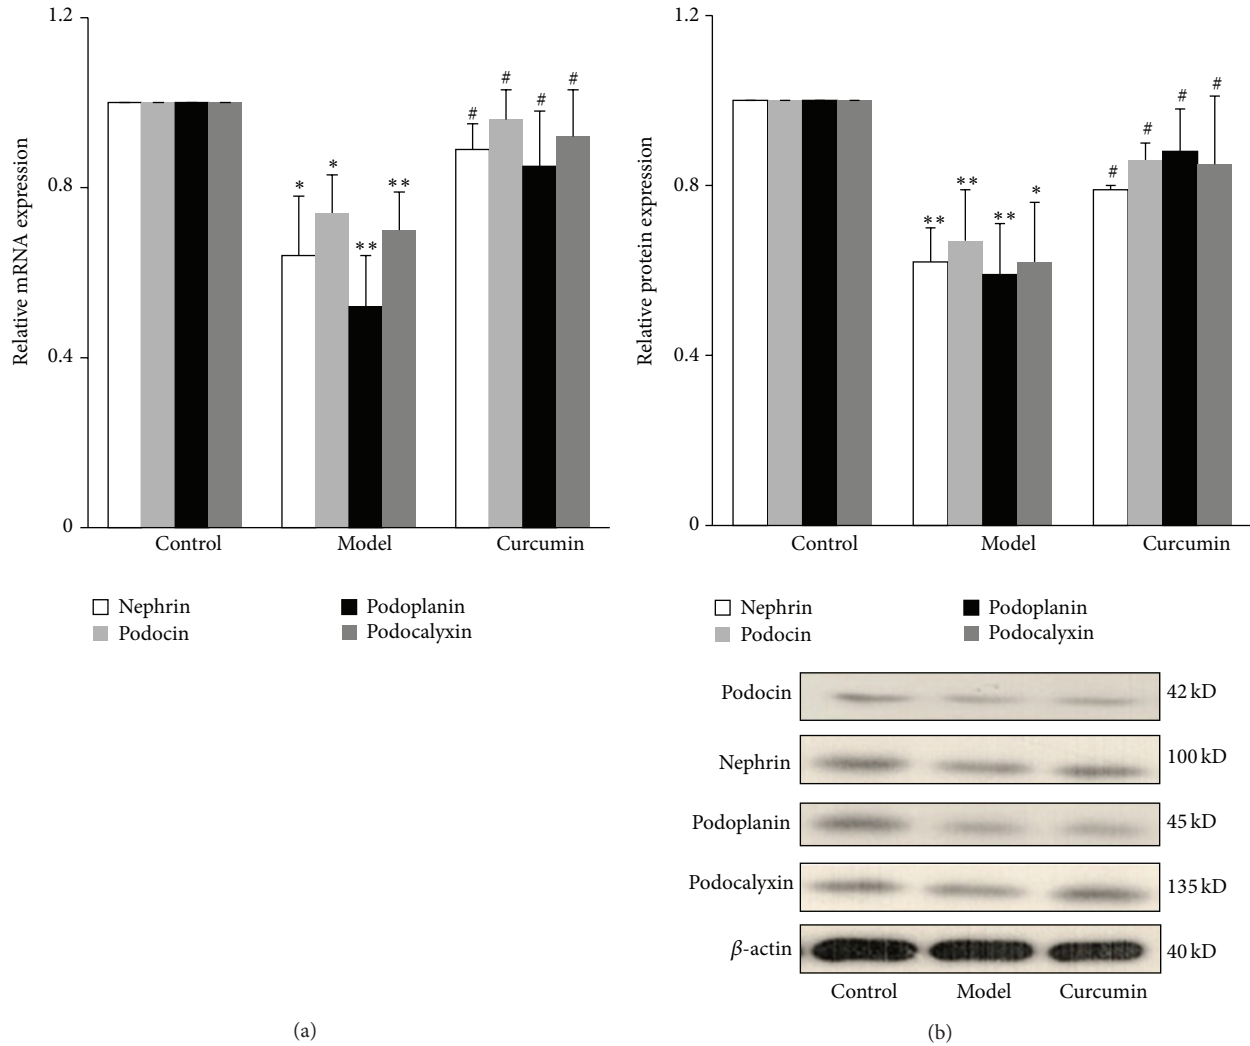 1.2
0.8
0.4
0
Relative mRNA expression
* * ** **
# # # #
Control Model Curcumin
Nephrin Podoplanin
Podocin Podocalyxin
(a)
1.2
0.8
0.4
0
Relative protein expression
** ** ** *
# # # #
Control Model Curcumin
Nephrin Podoplanin
Podocin Podocalyxin
Podocin 42 kD
Nephrin 100 kD
Podoplanin 45 kD
Podocalyxin 135 kD
β-actin 40 kD
Control Model Curcumin
(b)